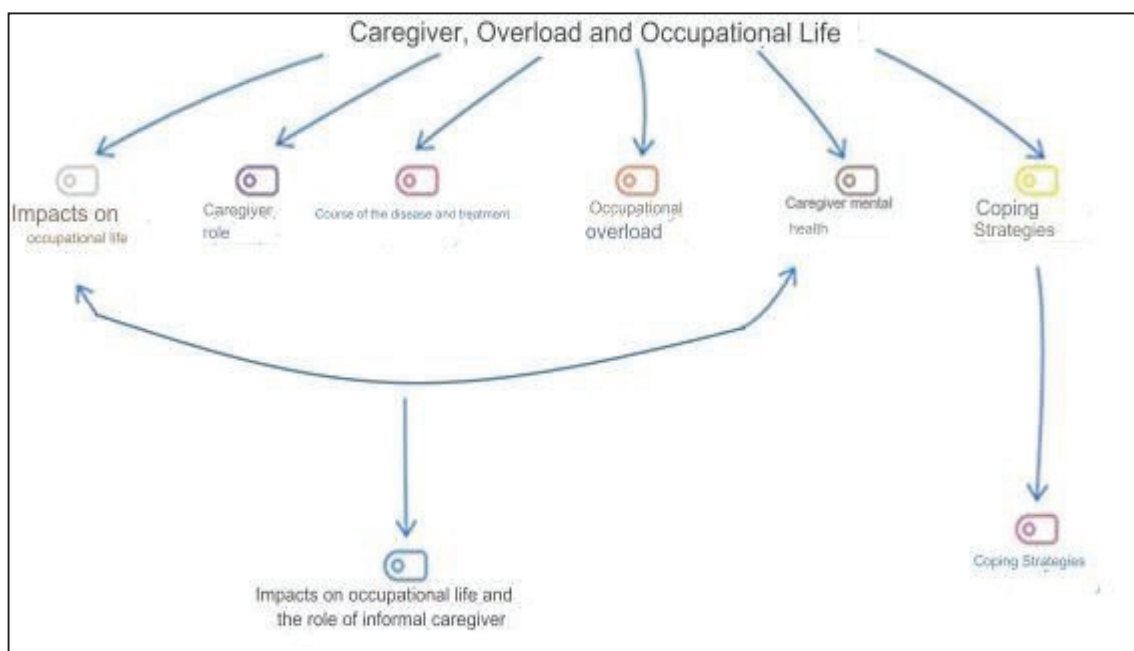 Caregiver, Overload and Occupational Life
Impacts on
occupational life
Caregiver
role
Course of the disease and treatment
Occupational
overload
Caregiver mental
health
Coping
Strategies
Coping Strategies
Impacts on occupational life and
the role of informal caregiver